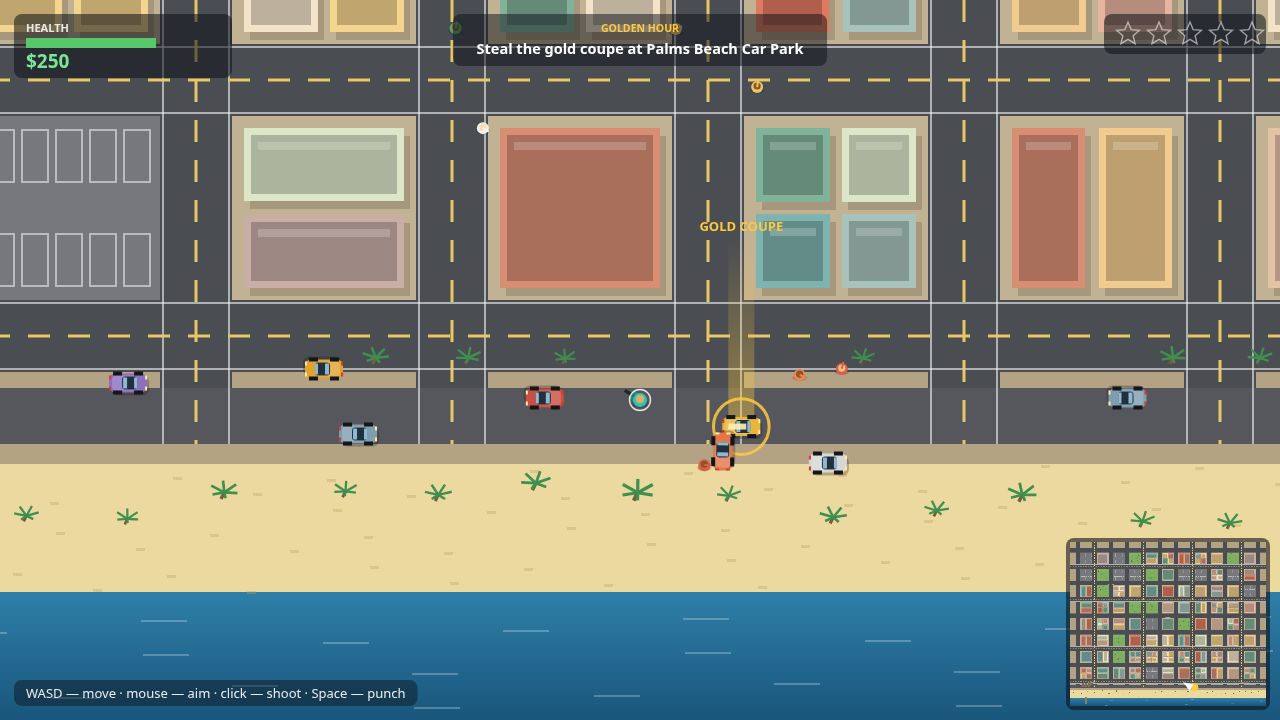 HEALTH
$250
GOLDEN HOUR
Steal the gold coupe at Palms Beach Car Park
GOLD COUPE
WASD — move · mouse — aim · click — shoot · Space — punch